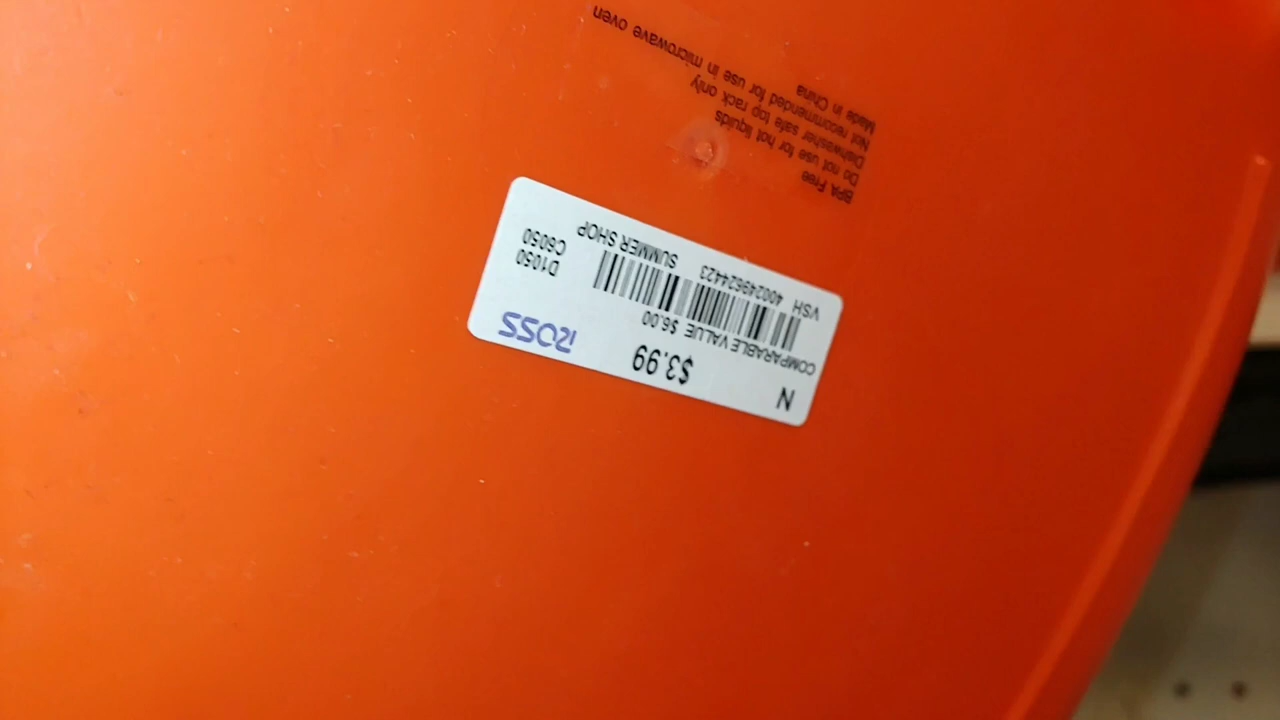 BPA Free
Do not use for hot liquids
Dishwasher safe top rack only
Not recommended for use in microwave oven
Made in China
D1050
C6050
SUMMER SHOP
VSH 400249624423
COMPARABLE VALUE $6.00
ROSS
$3.99
N